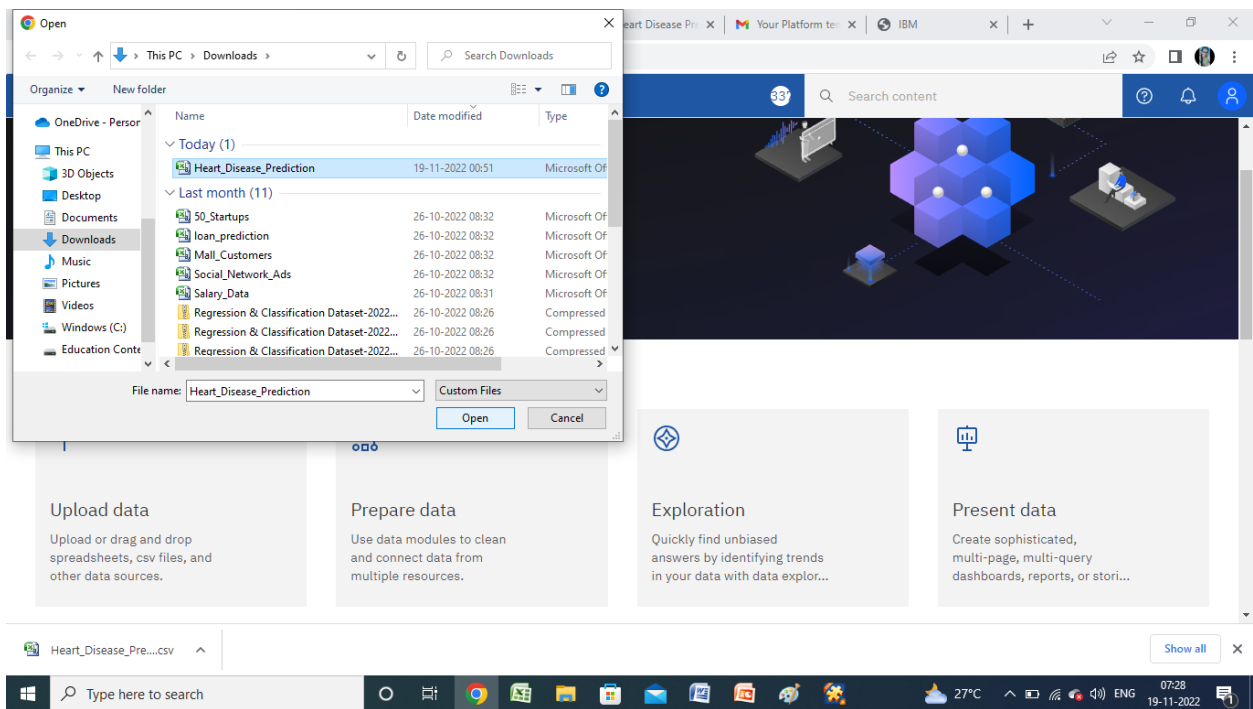 Open
eart Disease Pre
Your Platform ter
IBM
This PC > Downloads >
Search Downloads
Organize
New folder
Search content
Name
Date modified
Type
OneDrive - Person
This PC
3D Objects
Desktop
Documents
Downloads
Music
Pictures
Videos
Windows (C:)
Education Conte
Today (1)
Heart_Disease_Prediction 19-11-2022 00:51 Microsoft Of
Last month (11)
50_Startups 26-10-2022 08:32 Microsoft Of
loan_prediction 26-10-2022 08:32 Microsoft Of
Mall_Customers 26-10-2022 08:32 Microsoft Of
Social_Network_Ads 26-10-2022 08:32 Microsoft Of
Salary_Data 26-10-2022 08:31 Microsoft Of
Regression & Classification Dataset-2022... 26-10-2022 08:26 Compressed
Regression & Classification Dataset-2022... 26-10-2022 08:26 Compressed
Regression & Classification Dataset-2022... 26-10-2022 08:26 Compressed
File name: Heart_Disease_Prediction
Custom Files
Open
Cancel
Upload data
Upload or drag and drop
spreadsheets, csv files, and
other data sources.
Prepare data
Use data modules to clean
and connect data from
multiple resources.
Exploration
Quickly find unbiased
answers by identifying trends
in your data with data explor...
Present data
Create sophisticated,
multi-page, multi-query
dashboards, reports, or stori...
Heart_Disease_Pre....csv
Show all
Type here to search
27°C
ENG
07:28
19-11-2022